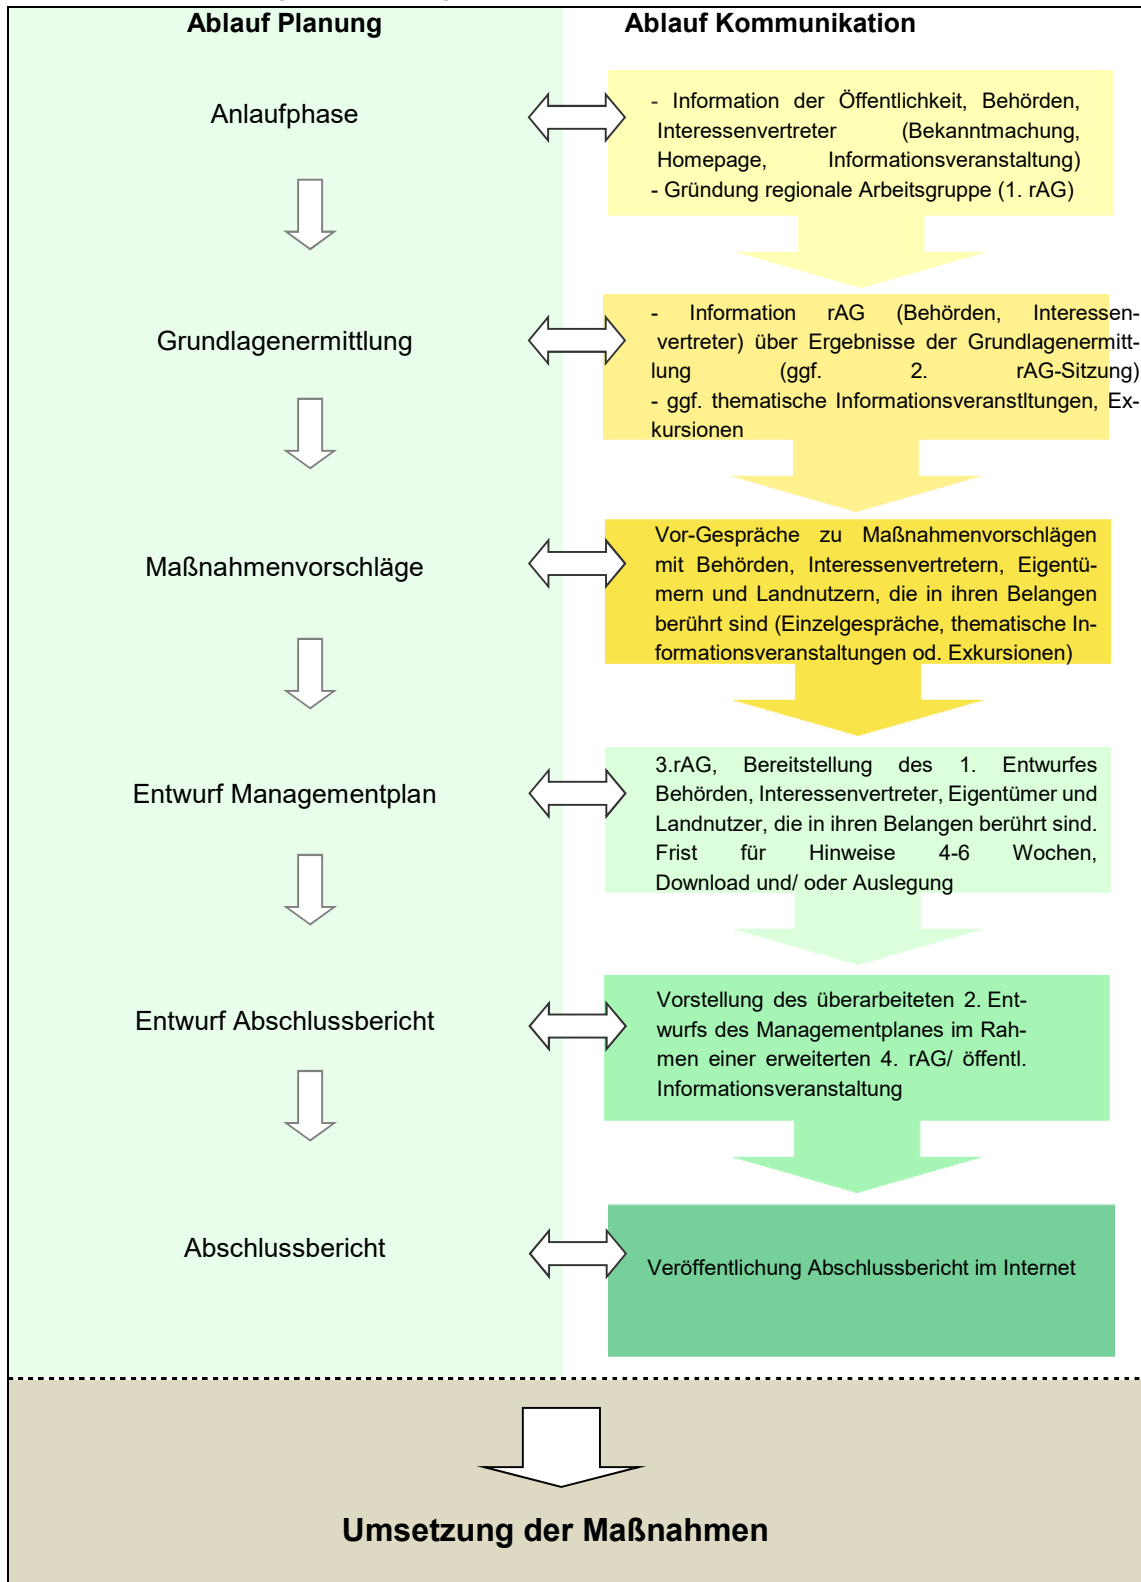 Ablauf Planung
Ablauf Kommunikation
Anlaufphase
- Information der Öffentlichkeit, Behörden,
Interessenvertreter (Bekanntmachung,
Homepage, Informationsveranstaltung)
- Gründung regionale Arbeitsgruppe (1. rAG)
Grundlagenermittlung
- Information rAG (Behörden, Interessen-
vertreter) über Ergebnisse der Grundlagenermitt-
lung (ggf. 2. rAG-Sitzung)
- ggf. thematische Informationsveranstltungen, Ex-
kursionen
Maßnahmenvorschläge
Vor-Gespräche zu Maßnahmenvorschlägen
mit Behörden, Interessenvertretern, Eigentü-
mern und Landnutzern, die in ihren Belangen
berührt sind (Einzelgespräche, thematische In-
formationsveranstaltungen od. Exkursionen)
Entwurf Managementplan
3.rAG, Bereitstellung des 1. Entwurfes
Behörden, Interessenvertreter, Eigentümer und
Landnutzer, die in ihren Belangen berührt sind.
Frist für Hinweise 4-6 Wochen,
Download und/ oder Auslegung
Entwurf Abschlussbericht
Vorstellung des überarbeiteten 2. Ent-
wurfs des Managementplanes im Rah-
men einer erweiterten 4. rAG/ öffentl.
Informationsveranstaltung
Abschlussbericht
Veröffentlichung Abschlussbericht im Internet
Umsetzung der Maßnahmen